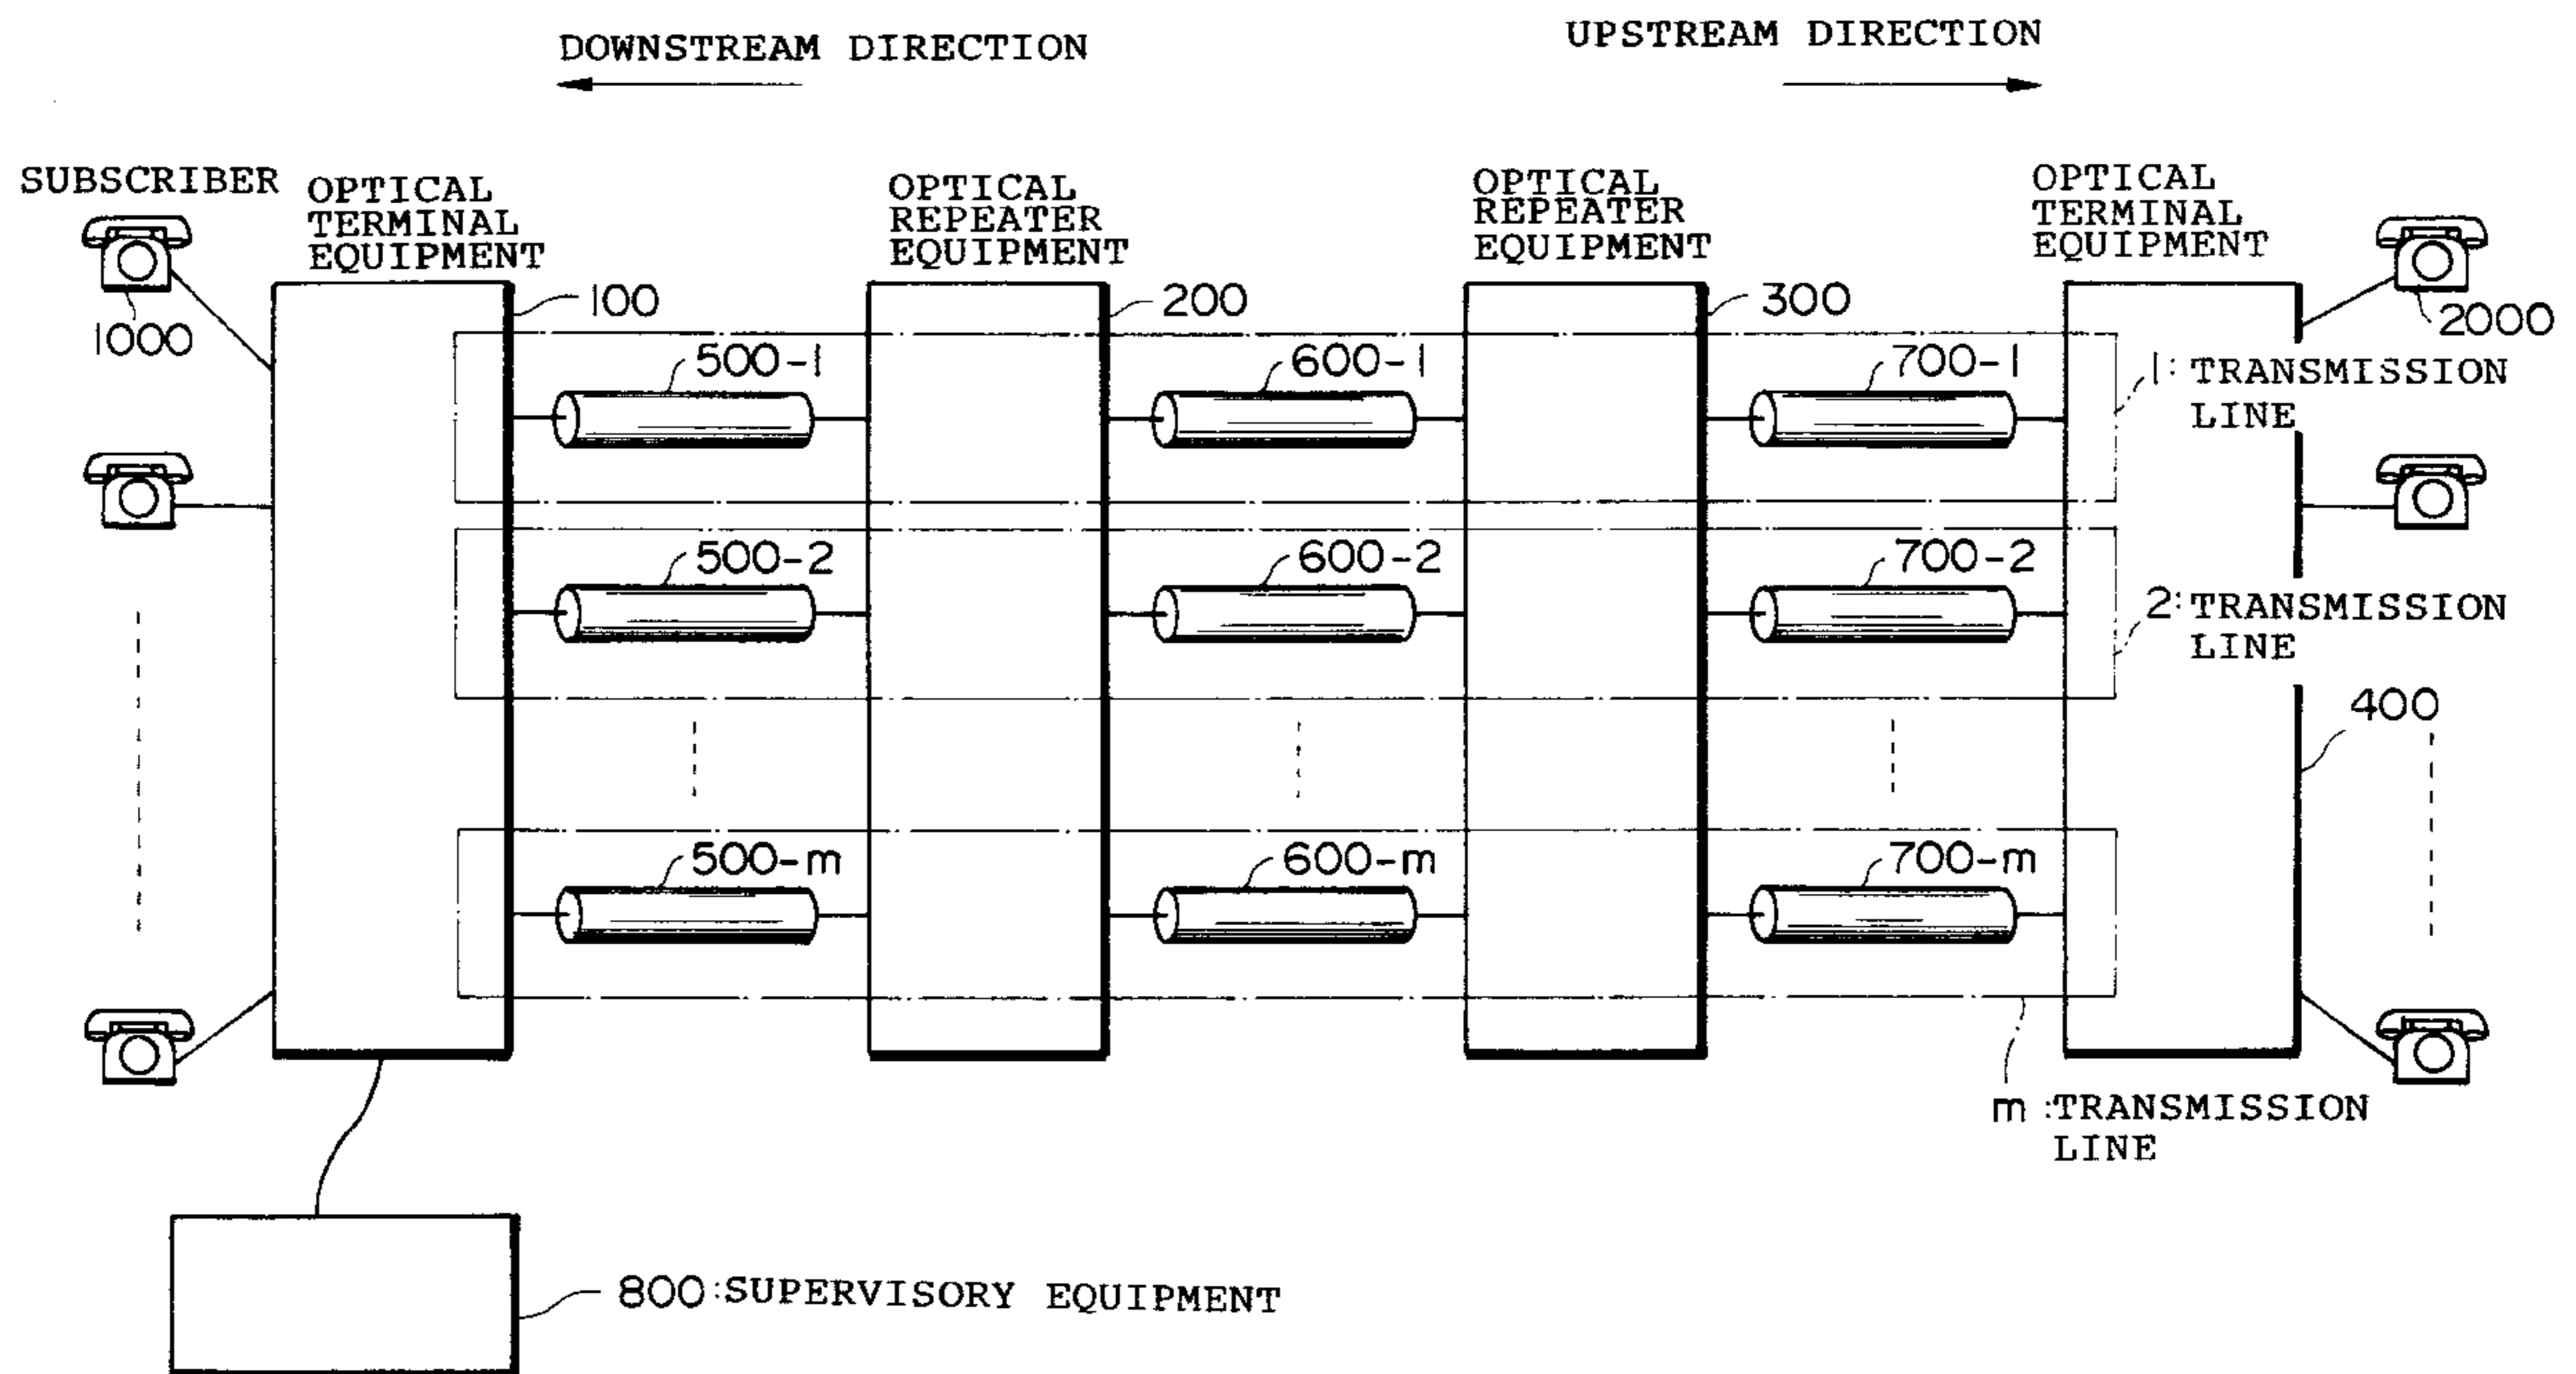 DOWNSTREAM DIRECTION
UPSTREAM DIRECTION
SUBSCRIBER
OPTICAL
TERMINAL
EQUIPMENT
OPTICAL
REPEATER
EQUIPMENT
OPTICAL
REPEATER
EQUIPMENT
OPTICAL
TERMINAL
EQUIPMENT
1000
100
200
300
2000
500-1
600-1
700-1
1: TRANSMISSION
LINE
500-2
600-2
700-2
2: TRANSMISSION
LINE
400
500-m
600-m
700-m
m :TRANSMISSION
LINE
800:SUPERVISORY EQUIPMENT